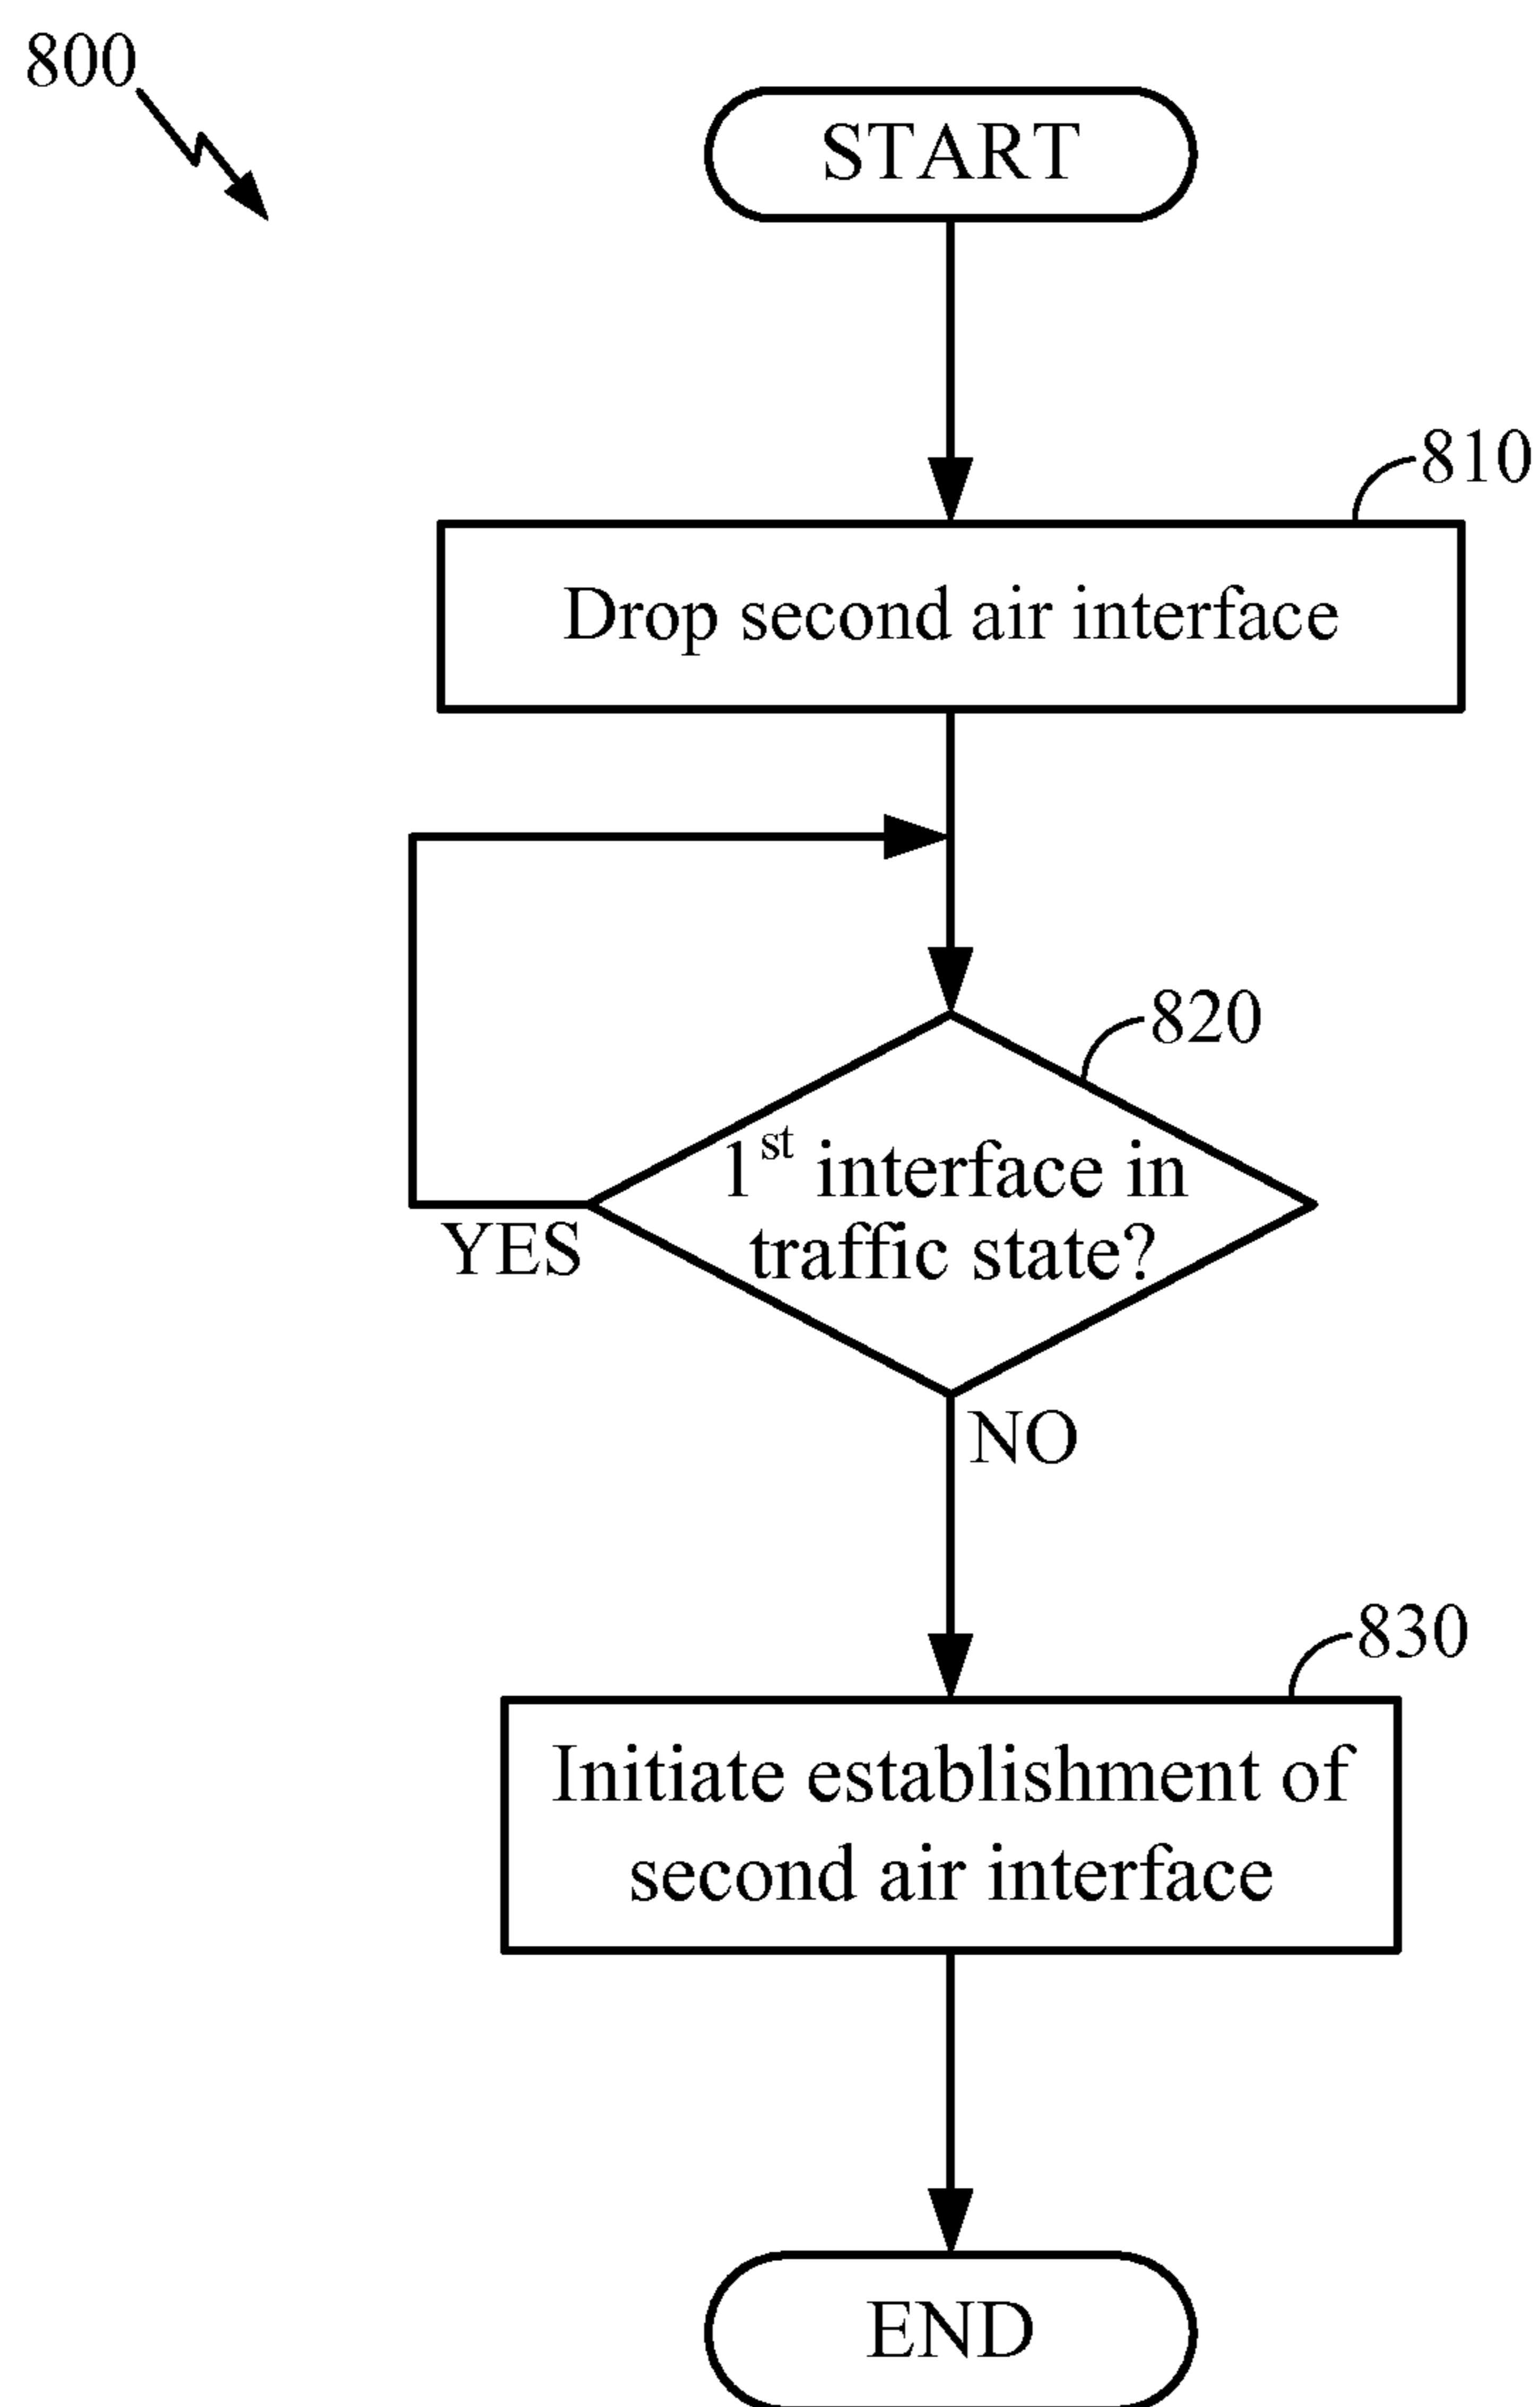 800
START
810
Drop second air interface
820
1st interface in
traffic state?
YES
NO
830
Initiate establishment of
second air interface
END